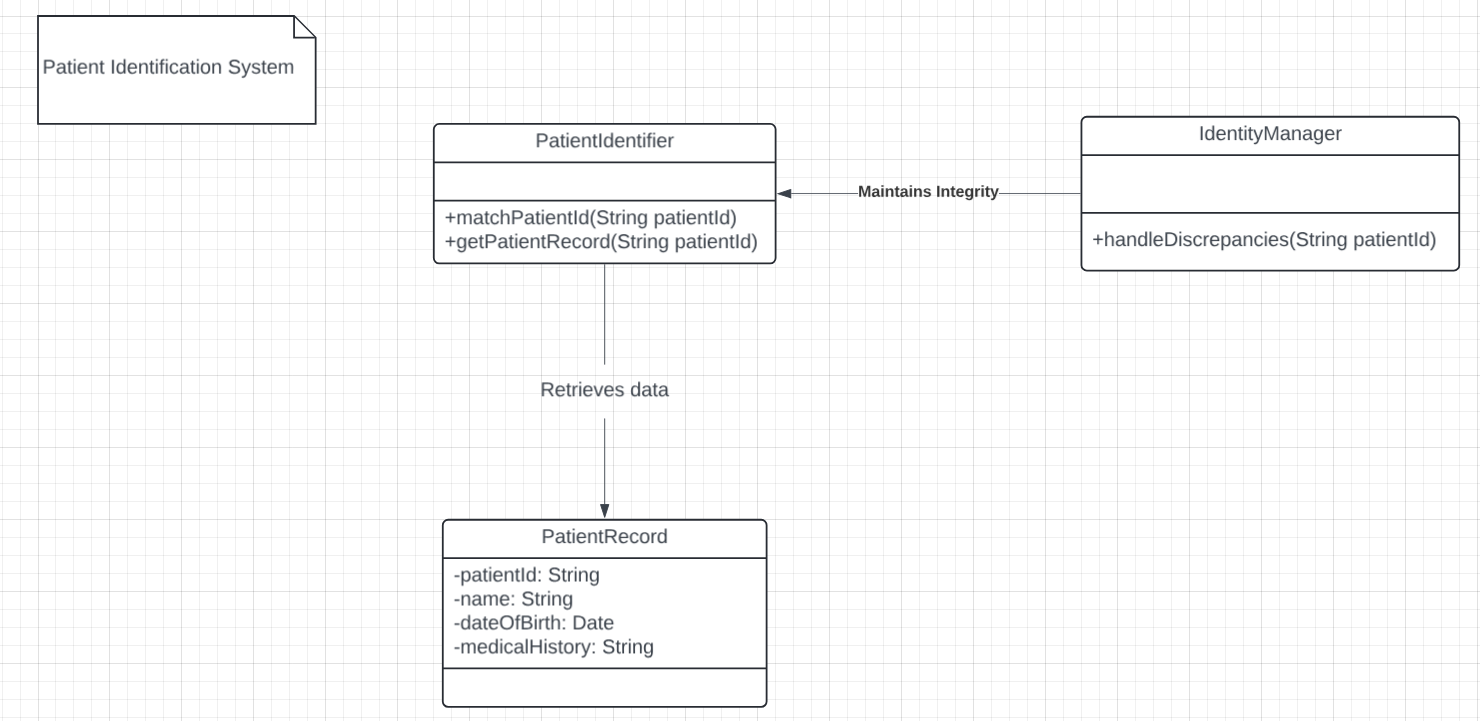 Patient Identification System
PatientIdentifier
+matchPatientId(String patientId)
+getPatientRecord(String patientId)
Maintains Integrity
IdentityManager
+handleDiscrepancies(String patientId)
Retrieves data
PatientRecord
-patientId: String
-name: String
-dateOfBirth: Date
-medicalHistory: String